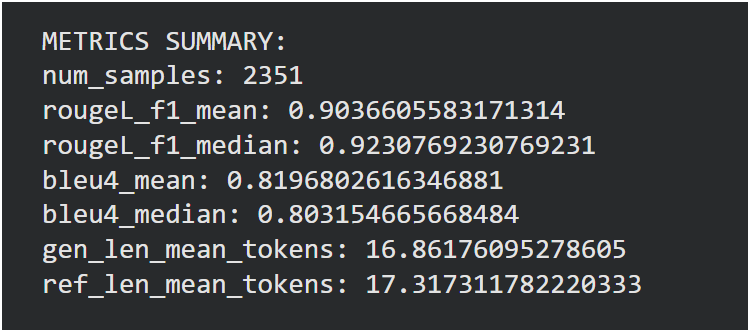 METRICS SUMMARY:
num_samples: 2351
rougeL_f1_mean: 0.9036605583171314
rougeL_f1_median: 0.9230769230769231
bleu4_mean: 0.8196802616346881
bleu4_median: 0.803154665668484
gen_len_mean_tokens: 16.86176095278605
ref_len_mean_tokens: 17.317311782220333